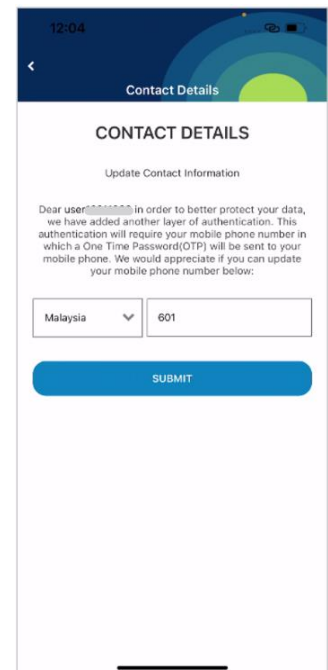 12:04
Contact Details
CONTACT DETAILS
Update Contact Information
Dear user in order to better protect your data,
we have added another layer of authentication. This
authentication will require your mobile phone number in
which a One Time Password(OTP) will be sent to your
mobile phone. We would appreciate if you can update
your mobile phone number below:
Malaysia 601
SUBMIT